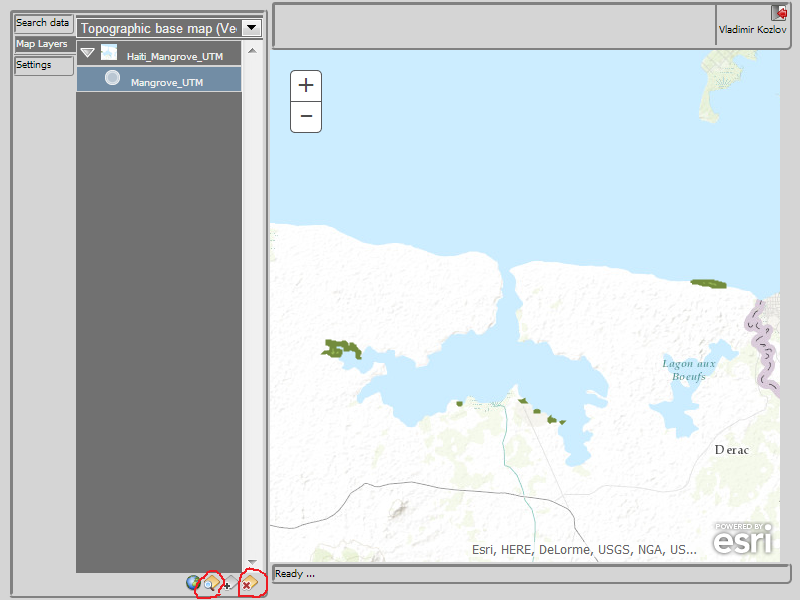 Search data
Map Layers
Settings
Topographic base map (Ve
Haiti_Mangrove_UTM
Mangrove_UTM
Vladimir Kozlov
+
−
Lagon aux
Boeufs
Derac
Esri, HERE, DeLorme, USGS, NGA, US...
POWERED BY
esri
Ready ...